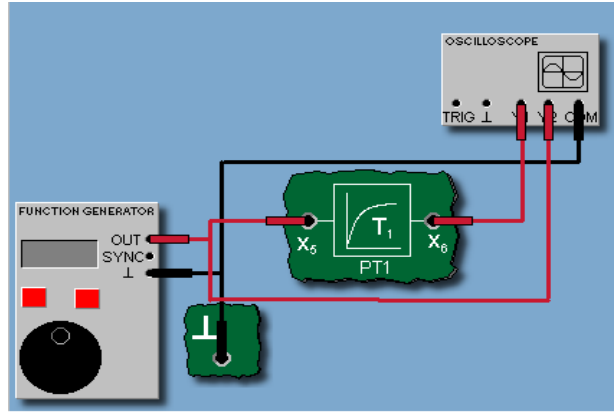 OSCILLOSCOPE
TRIG ⊥ Y1 Y2 COM
FUNCTION GENERATOR
OUT
SYNC
⊥
T₁
X₅ X₆
PT1
⊥